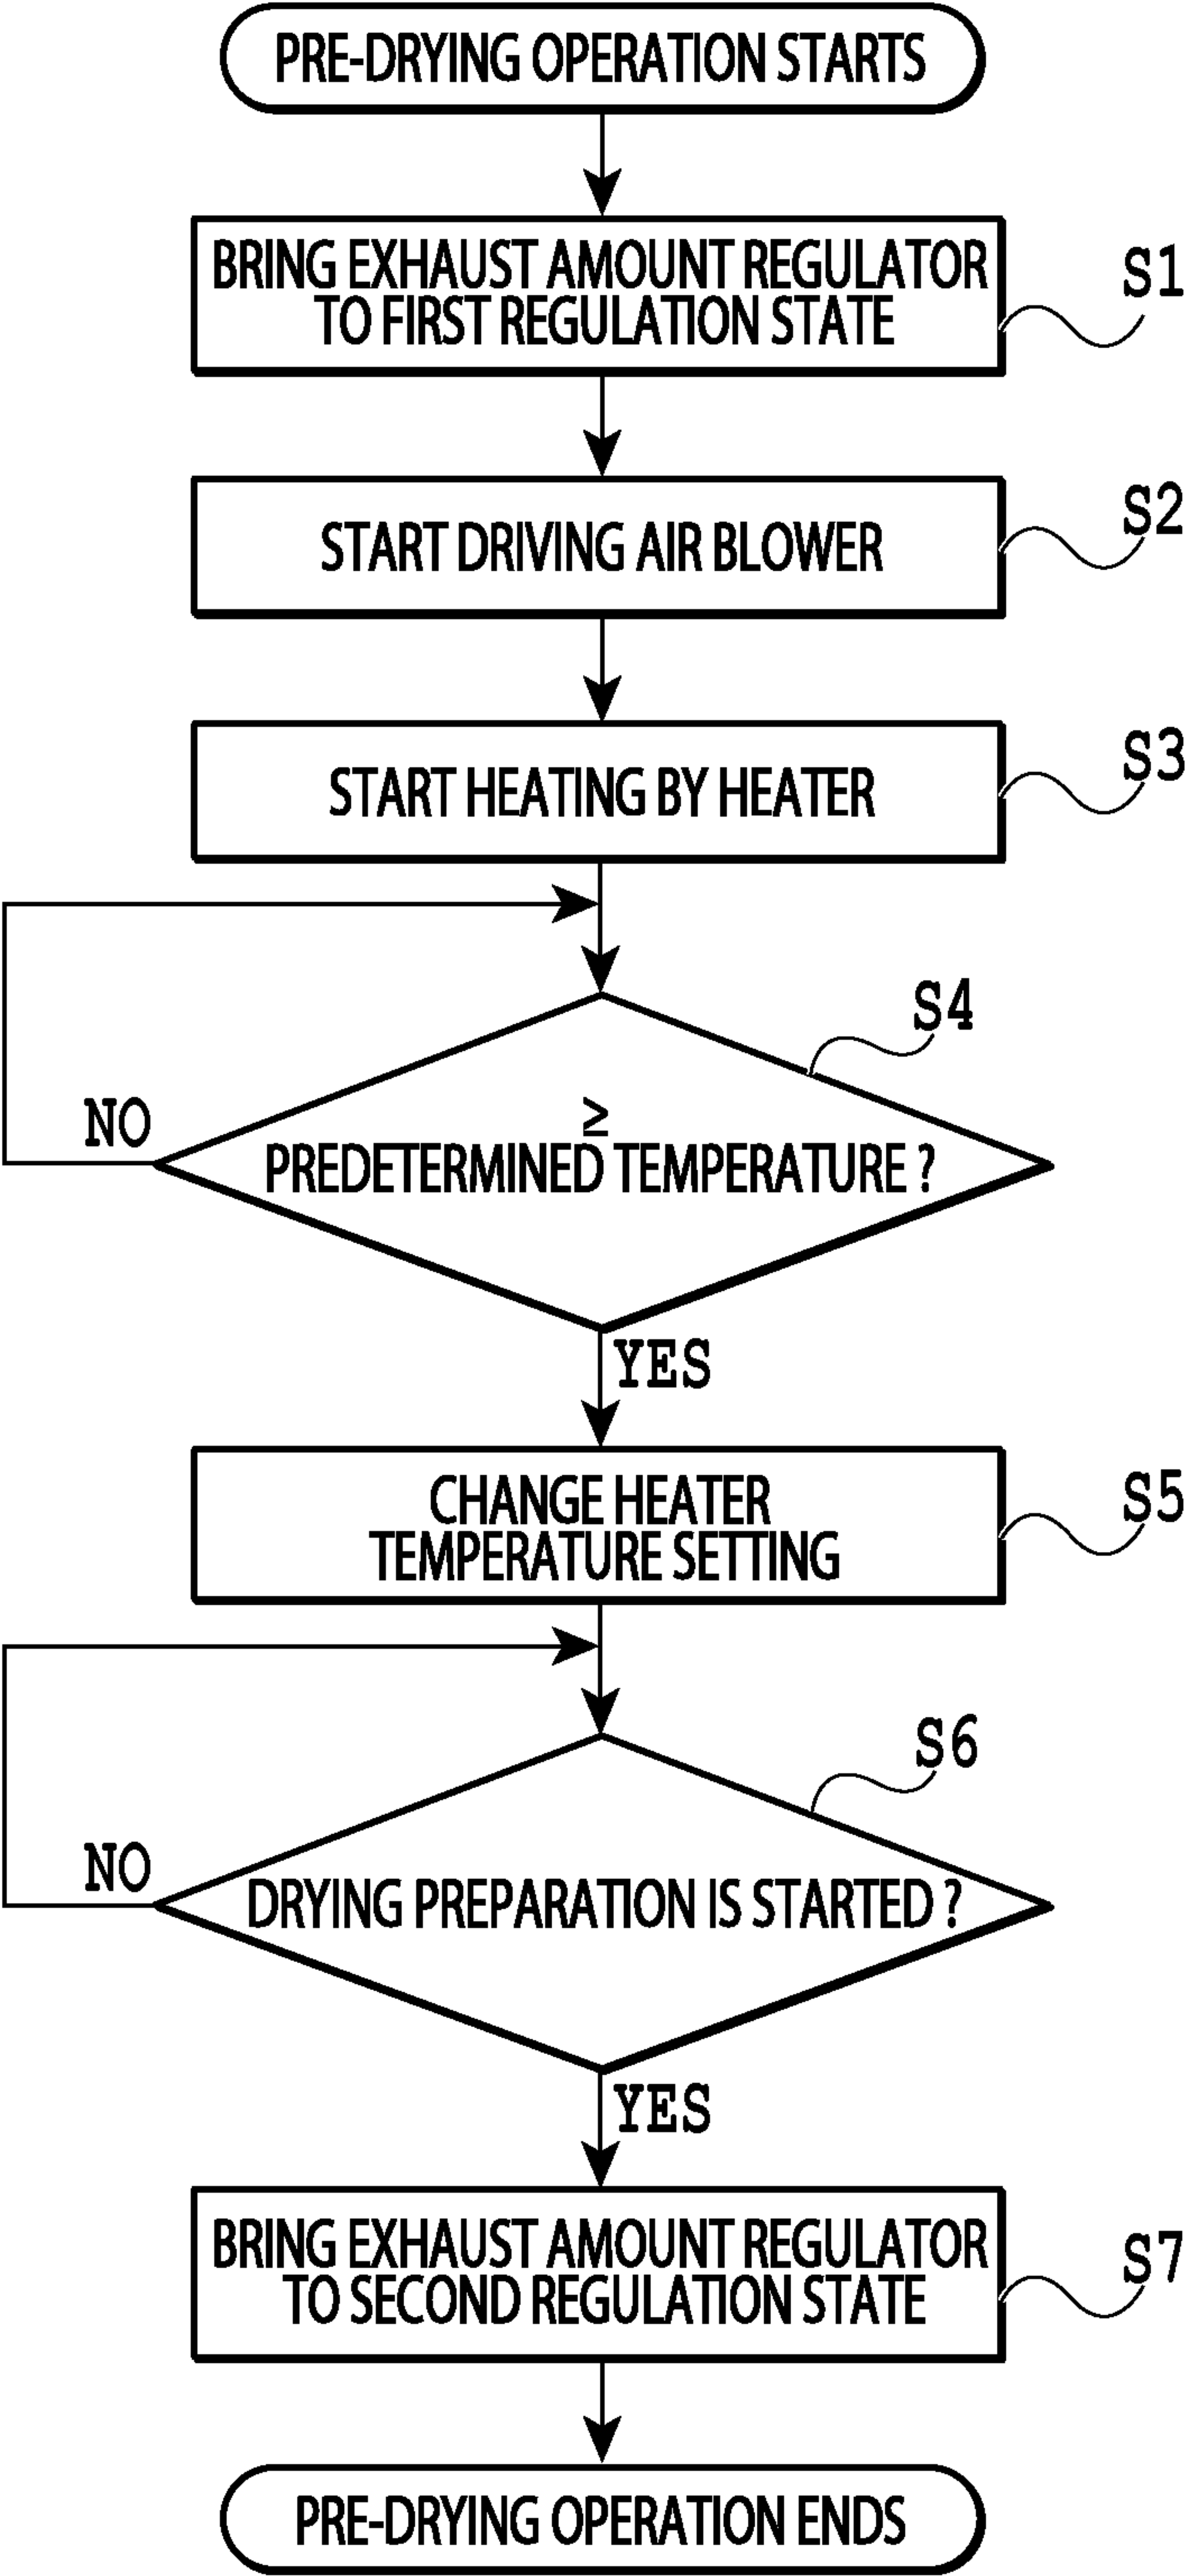 PRE-DRYING OPERATION STARTS
BRING EXHAUST AMOUNT REGULATOR
TO FIRST REGULATION STATE
S1
START DRIVING AIR BLOWER
S2
START HEATING BY HEATER
S3
S4
NO
≥
PREDETERMINED TEMPERATURE ?
YES
CHANGE HEATER
TEMPERATURE SETTING
S5
S6
NO
DRYING PREPARATION IS STARTED ?
YES
BRING EXHAUST AMOUNT REGULATOR
TO SECOND REGULATION STATE
S7
PRE-DRYING OPERATION ENDS